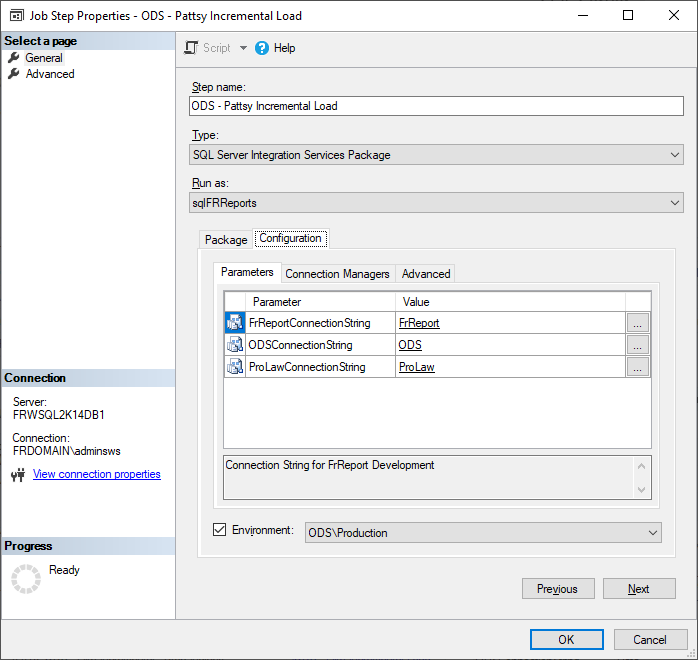 Job Step Properties - ODS - Pattsy Incremental Load
Select a page
General
Advanced
Script
Help
Step name:
ODS - Pattsy Incremental Load
Type:
SQL Server Integration Services Package
Run as:
sqlFRReports
Package Configuration
Parameters Connection Managers Advanced
Parameter Value
FrReportConnectionString FrReport ...
ODSConnectionString ODS ...
ProLawConnectionString ProLaw ...
Connection String for FrReport Development
Environment: ODS\Production
Connection
Server:
FRWSQL2K14DB1
Connection:
FRDOMAIN\adminsws
View connection properties
Progress
Ready
Previous Next
OK Cancel